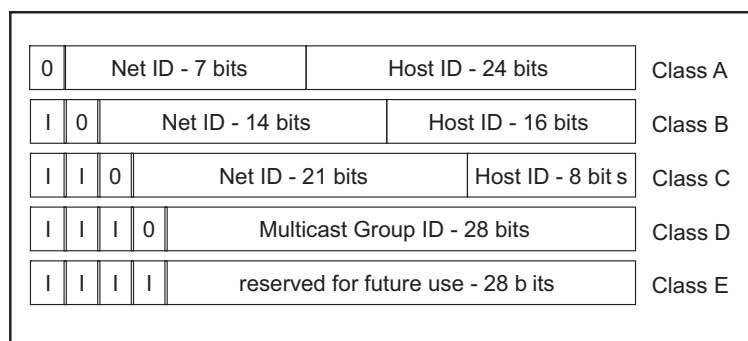 0 Net ID - 7 bits Host ID - 24 bits Class A
I 0 Net ID - 14 bits Host ID - 16 bits Class B
I I 0 Net ID - 21 bits Host ID - 8 bit s Class C
I I I 0 Multicast Group ID - 28 bits Class D
I I I I reserved for future use - 28 b its Class E